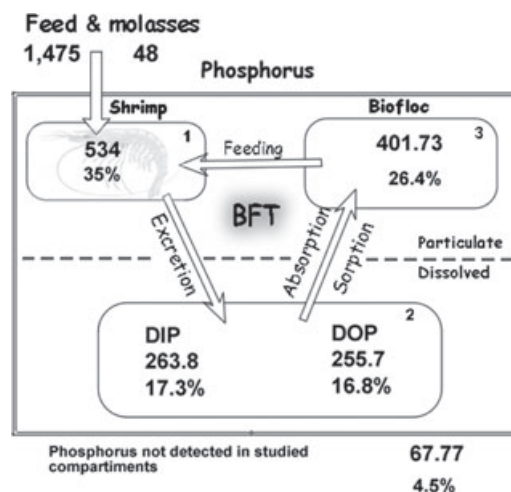 Feed & molasses
1,475 48
Phosphorus
Shrimp
Biofloc
1
534
35%
Feeding
3
401.73
26.4%
BFT
Excretion
Absorption
Sorption
Particulate
Dissolved
2
DIP
263.8
17.3%
DOP
255.7
16.8%
Phosphorus not detected in studied
compartments
67.77
4.5%